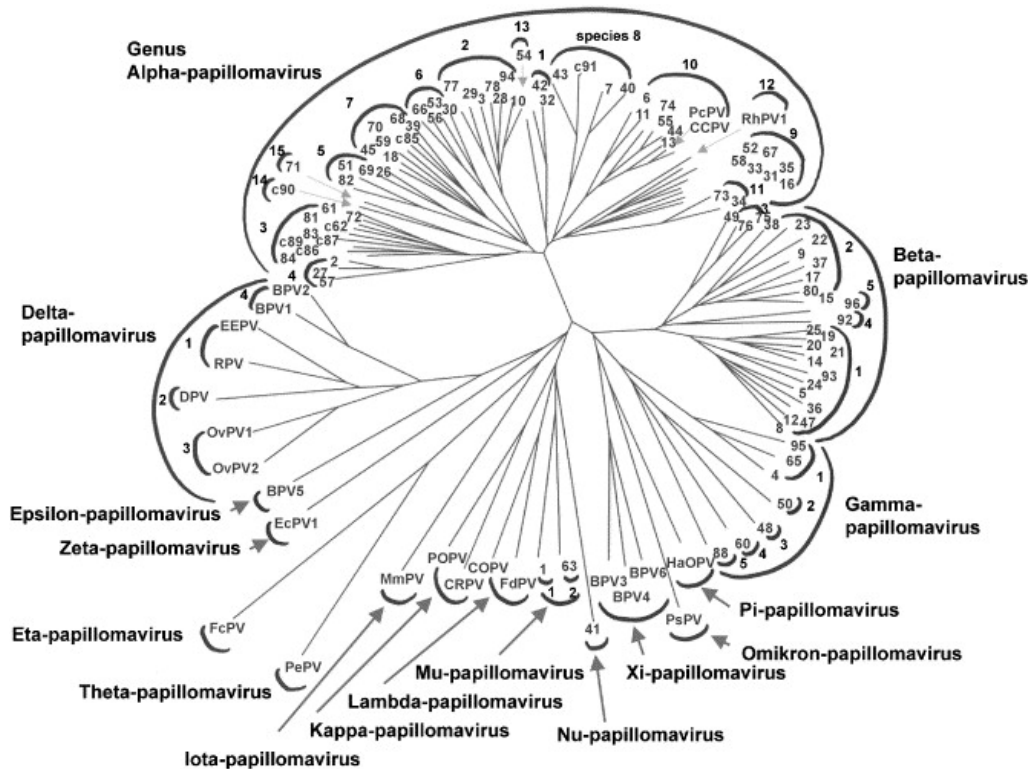 13
2
54
1
species 8
Genus
Alpha-papillomavirus
94
42
43
c91
10
6
77
78
7
40
12
7
53
29
3
28
10
32
6
74
PcPV
RhPV1
66
30
11
55
CCPV
68
39
56
44
9
70
c85
13
59
52
67
15
5
45
18
58
33
35
71
51
69
26
31
16
14
82
c90
73
11
34
3
61
3
81
72
49
75
23
c62
76
38
83
22
2
c89
c87
9
Beta-
papillomavirus
84
c86
2
37
4
27
57
17
5
BPV2
80
15
96
4
BPV1
92
4
Delta-
papillomavirus
EEPV
25
19
1
20
21
RPV
14
93
1
24
2
DPV
5
36
OvPV1
12
47
8
3
95
OvPV2
65
1
4
BPV5
50
2
Gamma-
papillomavirus
Epsilon-papillomavirus
EcPV1
48
3
Zeta-papillomavirus
60
4
POPV
COPV
1
63
BPV6
HaOPV
88
5
MmPV
CRPV
FdPV
BPV3
1
2
BPV4
Pi-papillomavirus
Eta-papillomavirus
FcPV
41
PsPV
Omikron-papillomavirus
PePV
Mu-papillomavirus
Xi-papillomavirus
Theta-papillomavirus
Lambda-papillomavirus
Kappa-papillomavirus
Nu-papillomavirus
Iota-papillomavirus